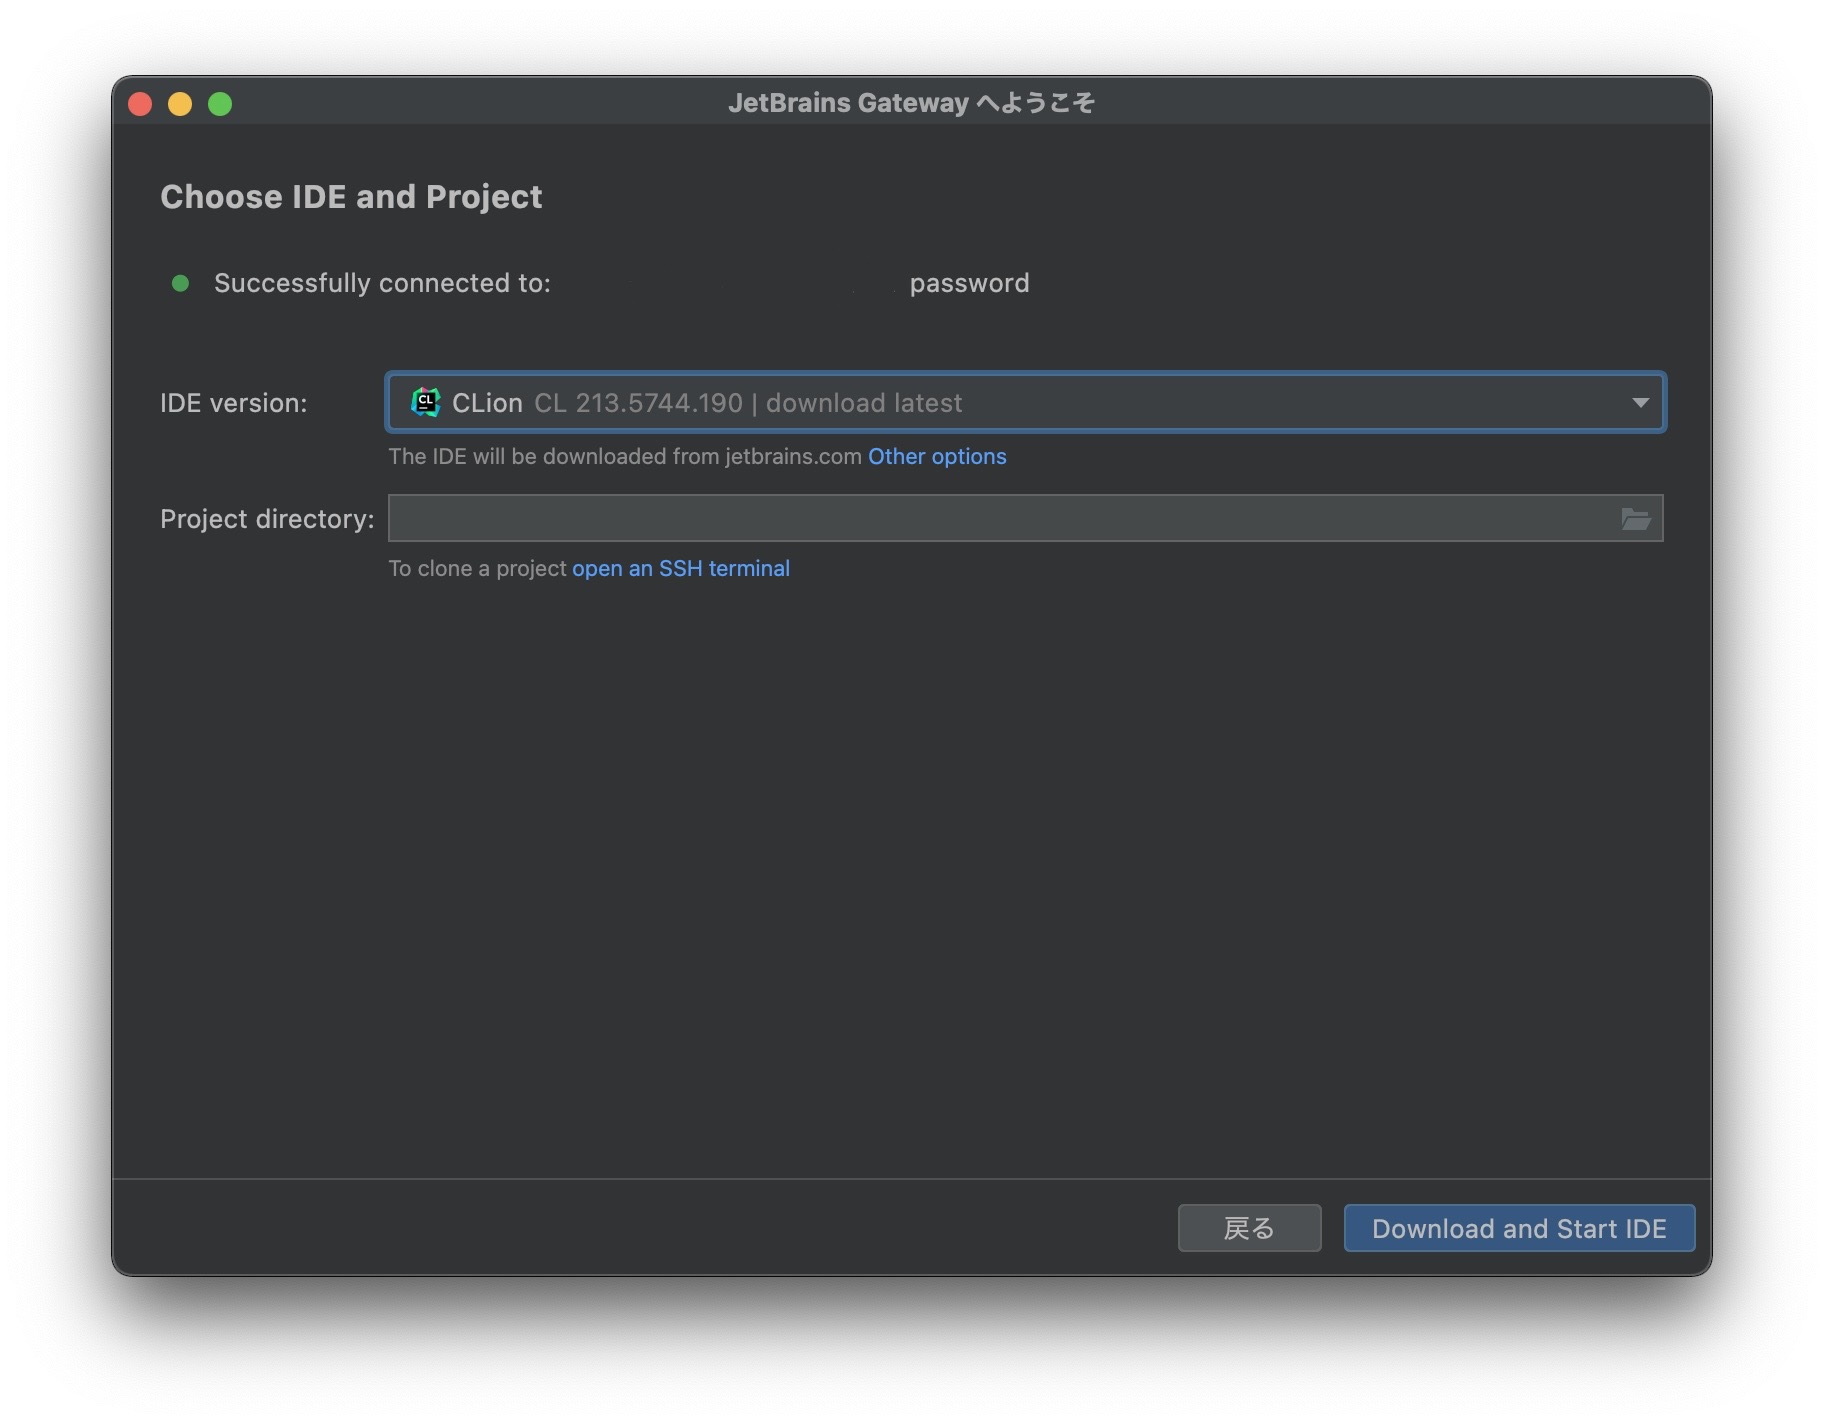 JetBrains Gateway へようこそ
Choose IDE and Project
Successfully connected to: password
IDE version: CL CLion CL 213.5744.190 | download latest
The IDE will be downloaded from jetbrains.com Other options
Project directory:
To clone a project open an SSH terminal
戻る Download and Start IDE